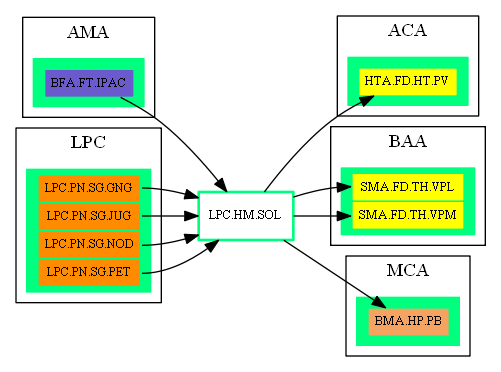 AMA
BFA.FT.IPAC
LPC
LPC.PN.SG.GNG
LPC.PN.SG.JUG
LPC.PN.SG.NOD
LPC.PN.SG.PET
LPC.HM.SOL
ACA
HTA.FD.HT.PV
BAA
SMA.FD.TH.VPL
SMA.FD.TH.VPM
MCA
BMA.HP.PB